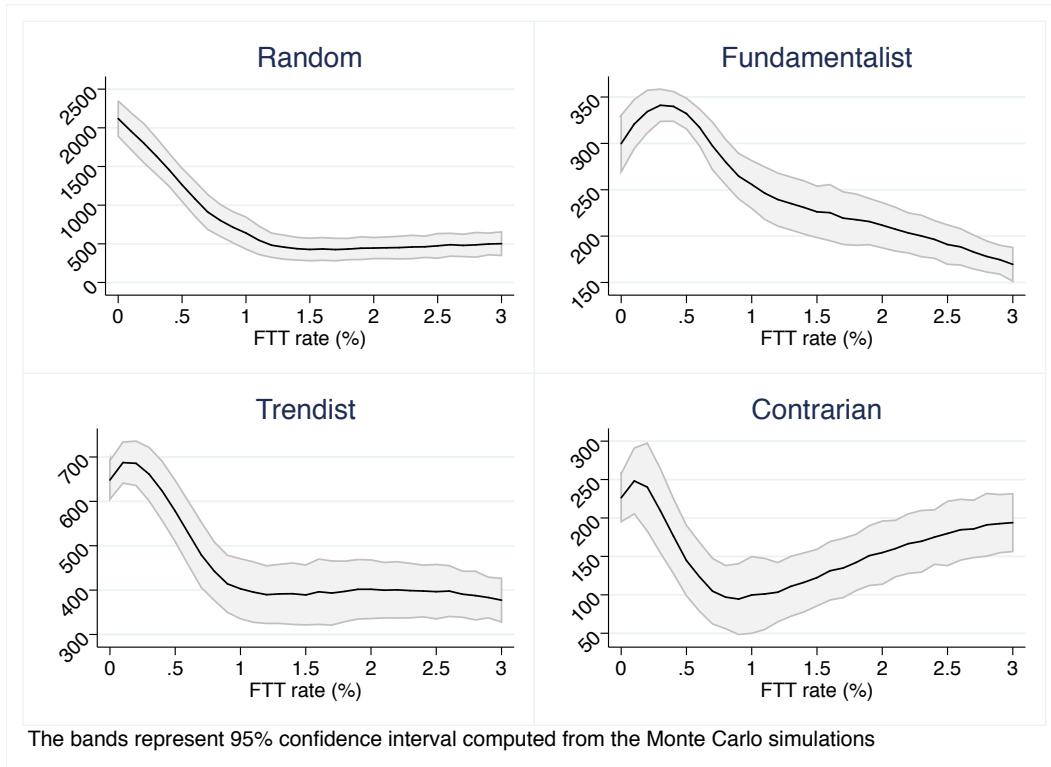 Random
2500
2000
1500
1000
500
0
0 .5 1 1.5 2 2.5 3
FTT rate (%)
Fundamentalist
350
300
250
200
150
0 .5 1 1.5 2 2.5 3
FTT rate (%)
Trendist
700
600
500
400
300
0 .5 1 1.5 2 2.5 3
FTT rate (%)
Contrarian
300
250
200
150
100
50
0 .5 1 1.5 2 2.5 3
FTT rate (%)
The bands represent 95% confidence interval computed from the Monte Carlo simulations